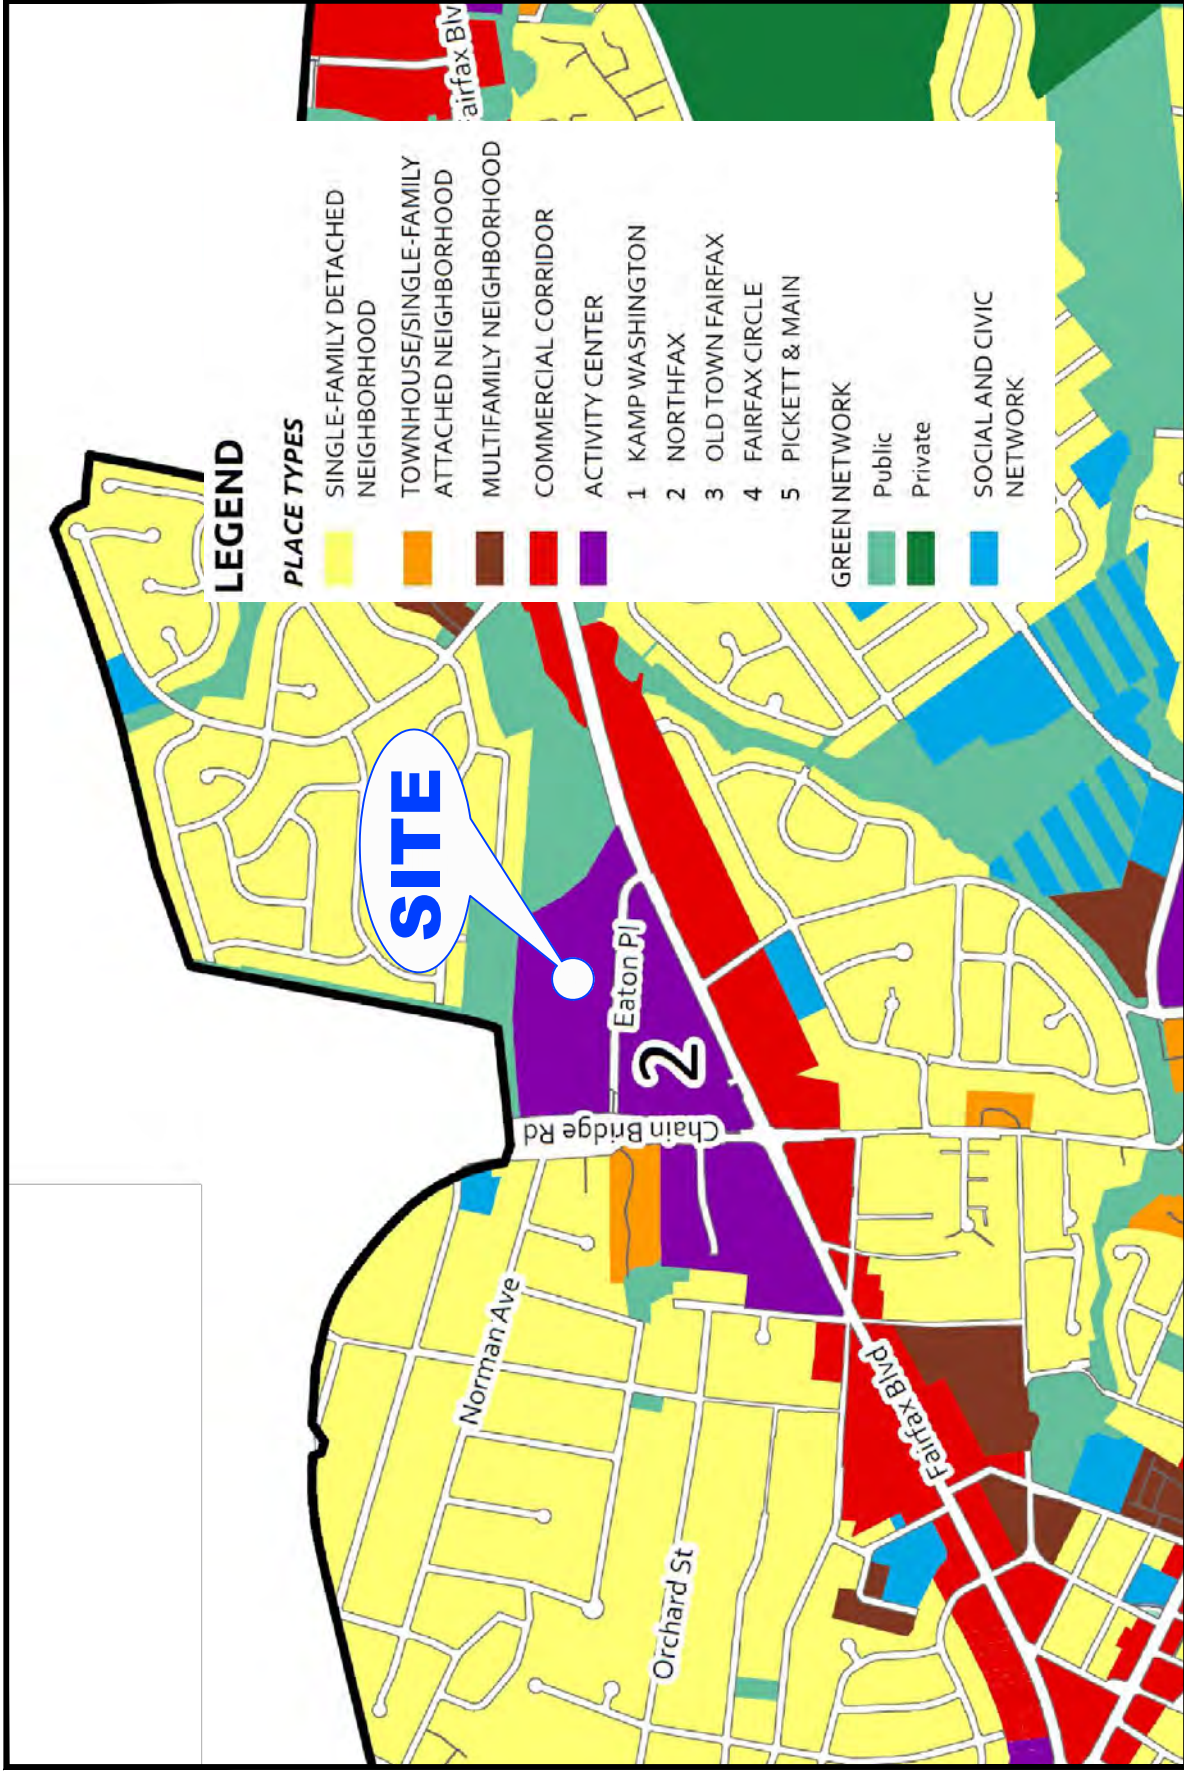 LEGEND
PLACE TYPES
SINGLE-FAMILY DETACHED
NEIGHBORHOOD
TOWNHOUSE/SINGLE-FAMILY
ATTACHED NEIGHBORHOOD
MULTIFAMILY NEIGHBORHOOD
COMMERCIAL CORRIDOR
ACTIVITY CENTER
1 KAMP WASHINGTON
2 NORTHFAX
3 OLD TOWN FAIRFAX
4 FAIRFAX CIRCLE
5 PICKETT & MAIN
GREEN NETWORK
Public
Private
SOCIAL AND CIVIC
NETWORK
SITE
airfax Blv
Eaton Pl
2
Chain Bridge Rd
Norman Ave
Fairfax Blvd
Orchard St